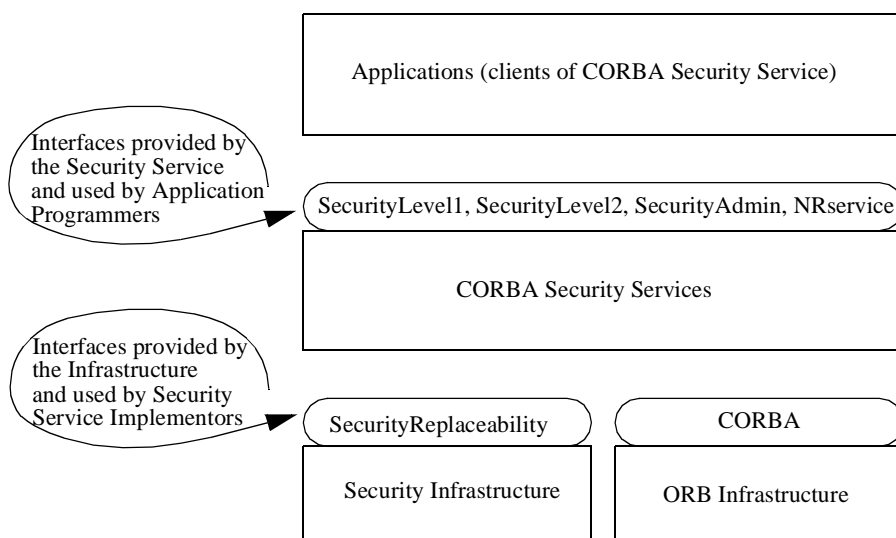 Applications (clients of CORBA Security Service)
Interfaces provided by
the Security Service
and used by Application
Programmers
SecurityLevel1, SecurityLevel2, SecurityAdmin, NRservice
CORBA Security Services
Interfaces provided by
the Infrastructure
and used by Security
Service Implementors
SecurityReplaceability
CORBA
Security Infrastructure
ORB Infrastructure